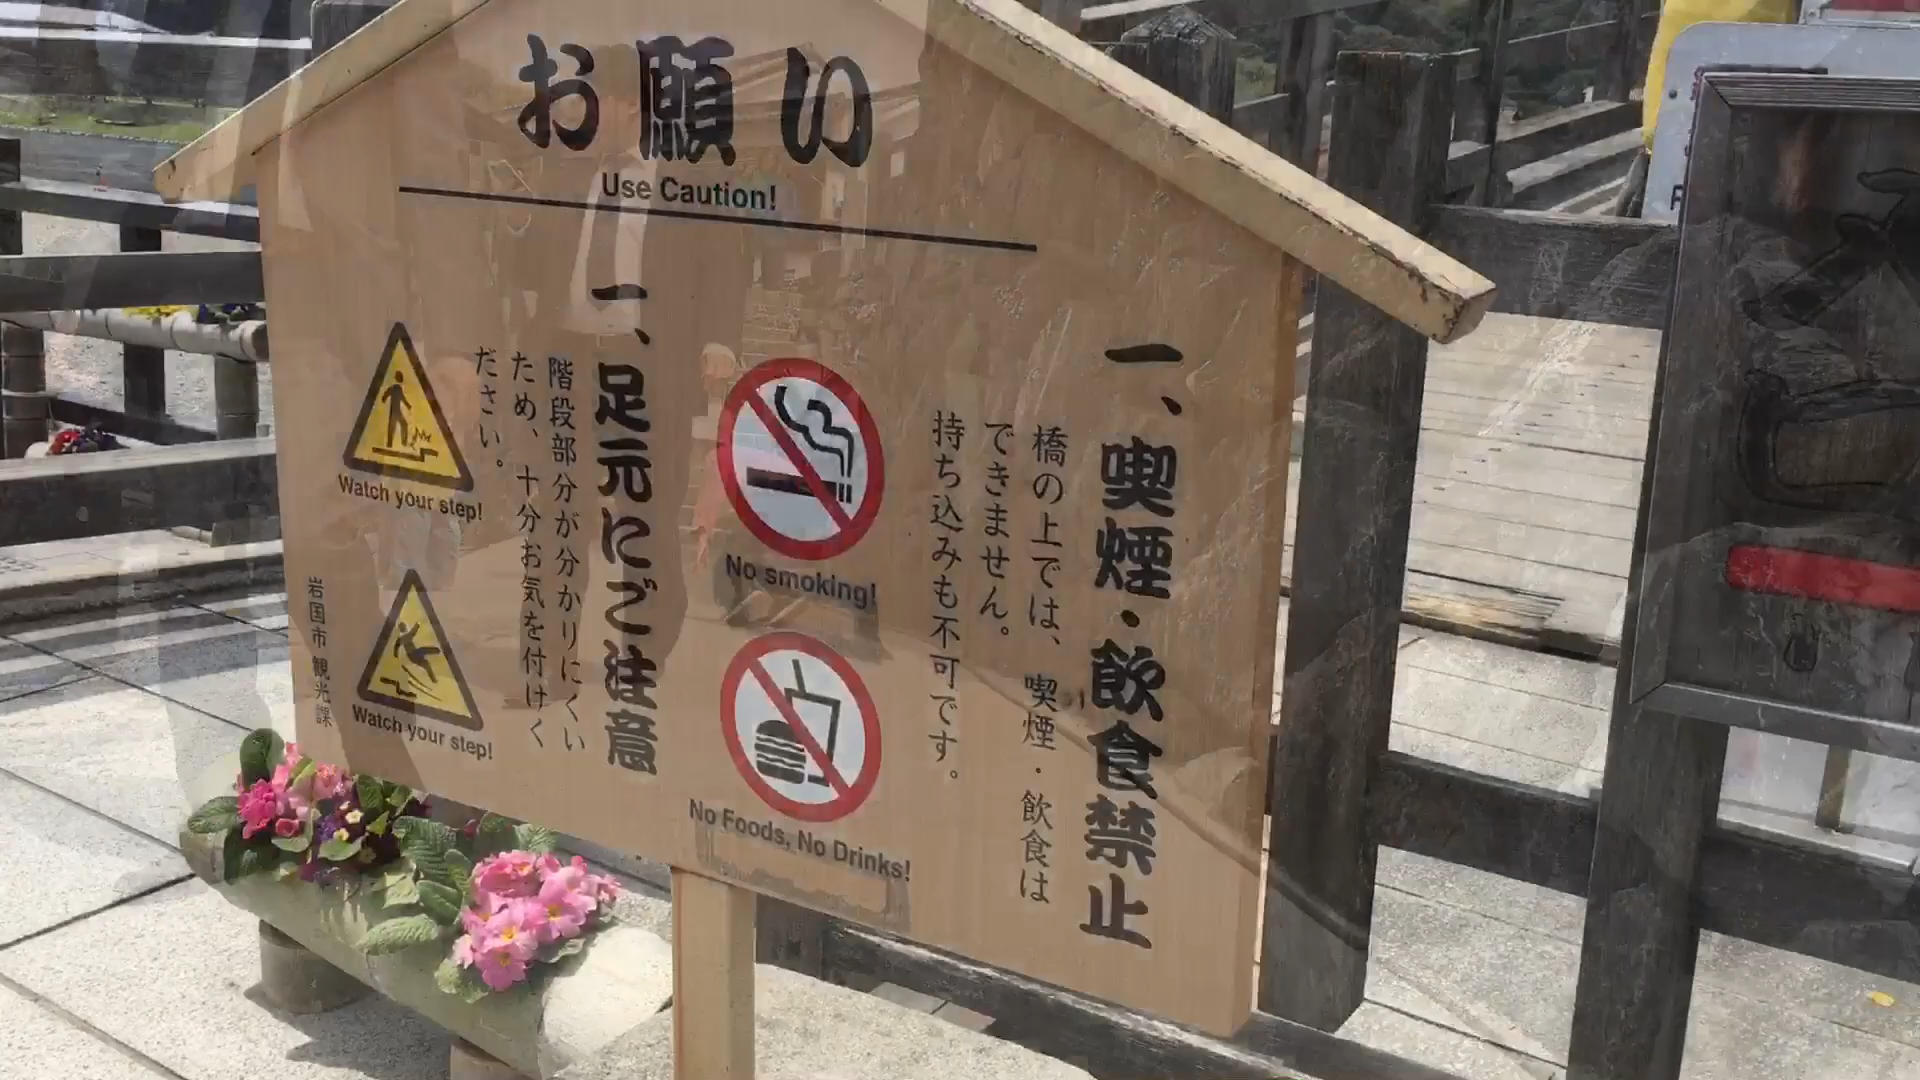 お願い
Use Caution!
一、喫煙・飲食禁止
橋の上では、喫煙・飲食は
できません。
持ち込みも不可です。
No smoking!
No Foods, No Drinks!
一、足元にご注意
階段部分が分かりにくい
ため、十分お気を付けく
ださい。
Watch your step!
Watch your step!
岩国市観光課